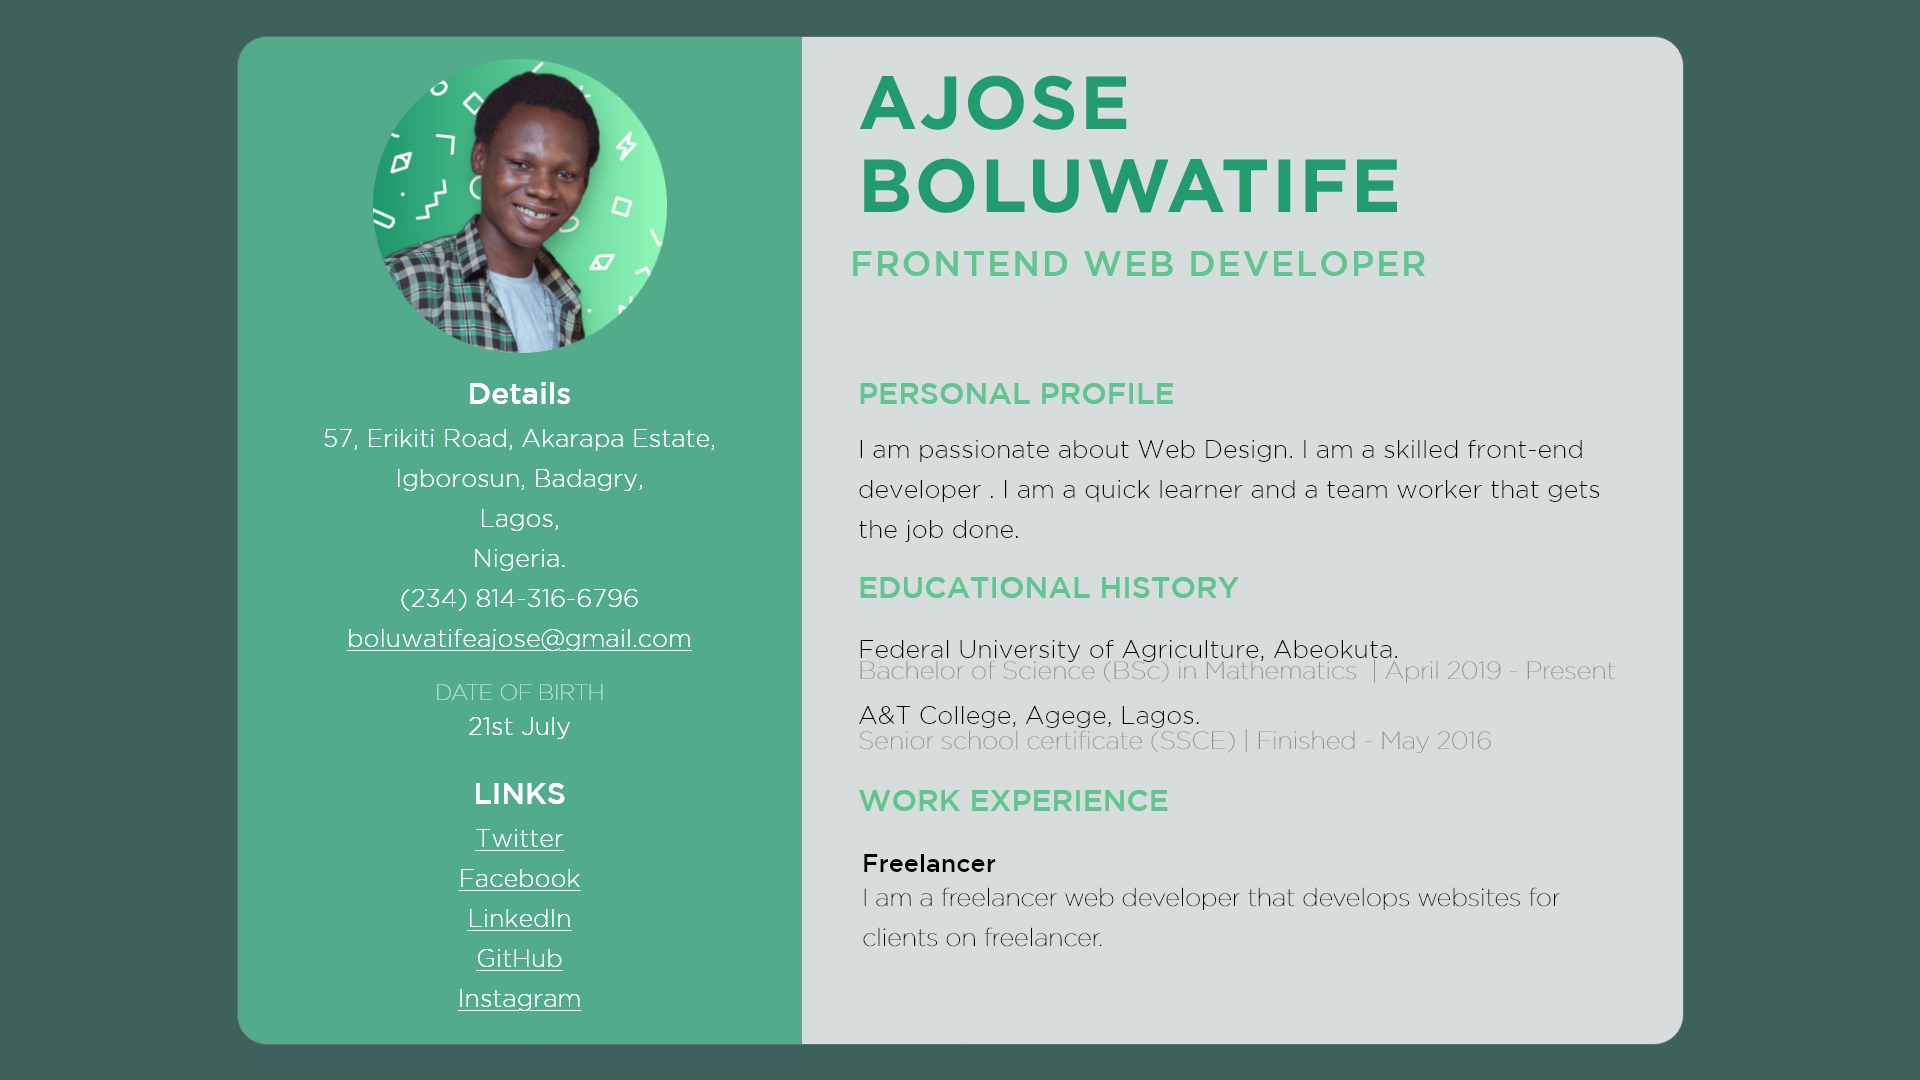 AJOSE
BOLUWATIFE
FRONTEND WEB DEVELOPER
Details
57, Erikiti Road, Akarapa Estate,
Igborosun, Badagry,
Lagos,
Nigeria.
(234) 814-316-6796
boluwatifeajose@gmail.com
DATE OF BIRTH
21st July
LINKS
Twitter
Facebook
LinkedIn
GitHub
Instagram
PERSONAL PROFILE
I am passionate about Web Design. I am a skilled front-end
developer . I am a quick learner and a team worker that gets
the job done.
EDUCATIONAL HISTORY
Federal University of Agriculture, Abeokuta.
Bachelor of Science (BSc) in Mathematics | April 2019 - Present
A&T College, Agege, Lagos.
Senior school certificate (SSCE) | Finished - May 2016
WORK EXPERIENCE
Freelancer
I am a freelancer web developer that develops websites for
clients on freelancer.